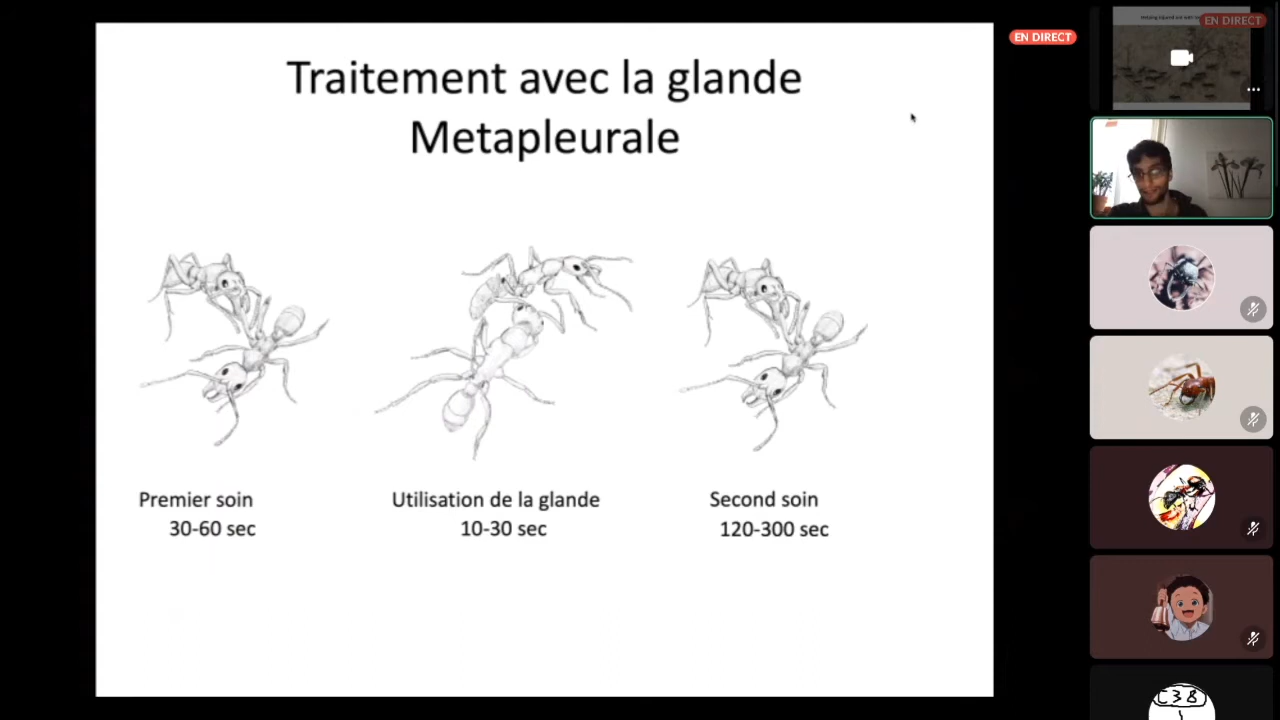 Traitement avec la glande
Metapleurale
Premier soin
30-60 sec
Utilisation de la glande
10-30 sec
Second soin
120-300 sec
EN DIRECT
EN DIRECT
C38